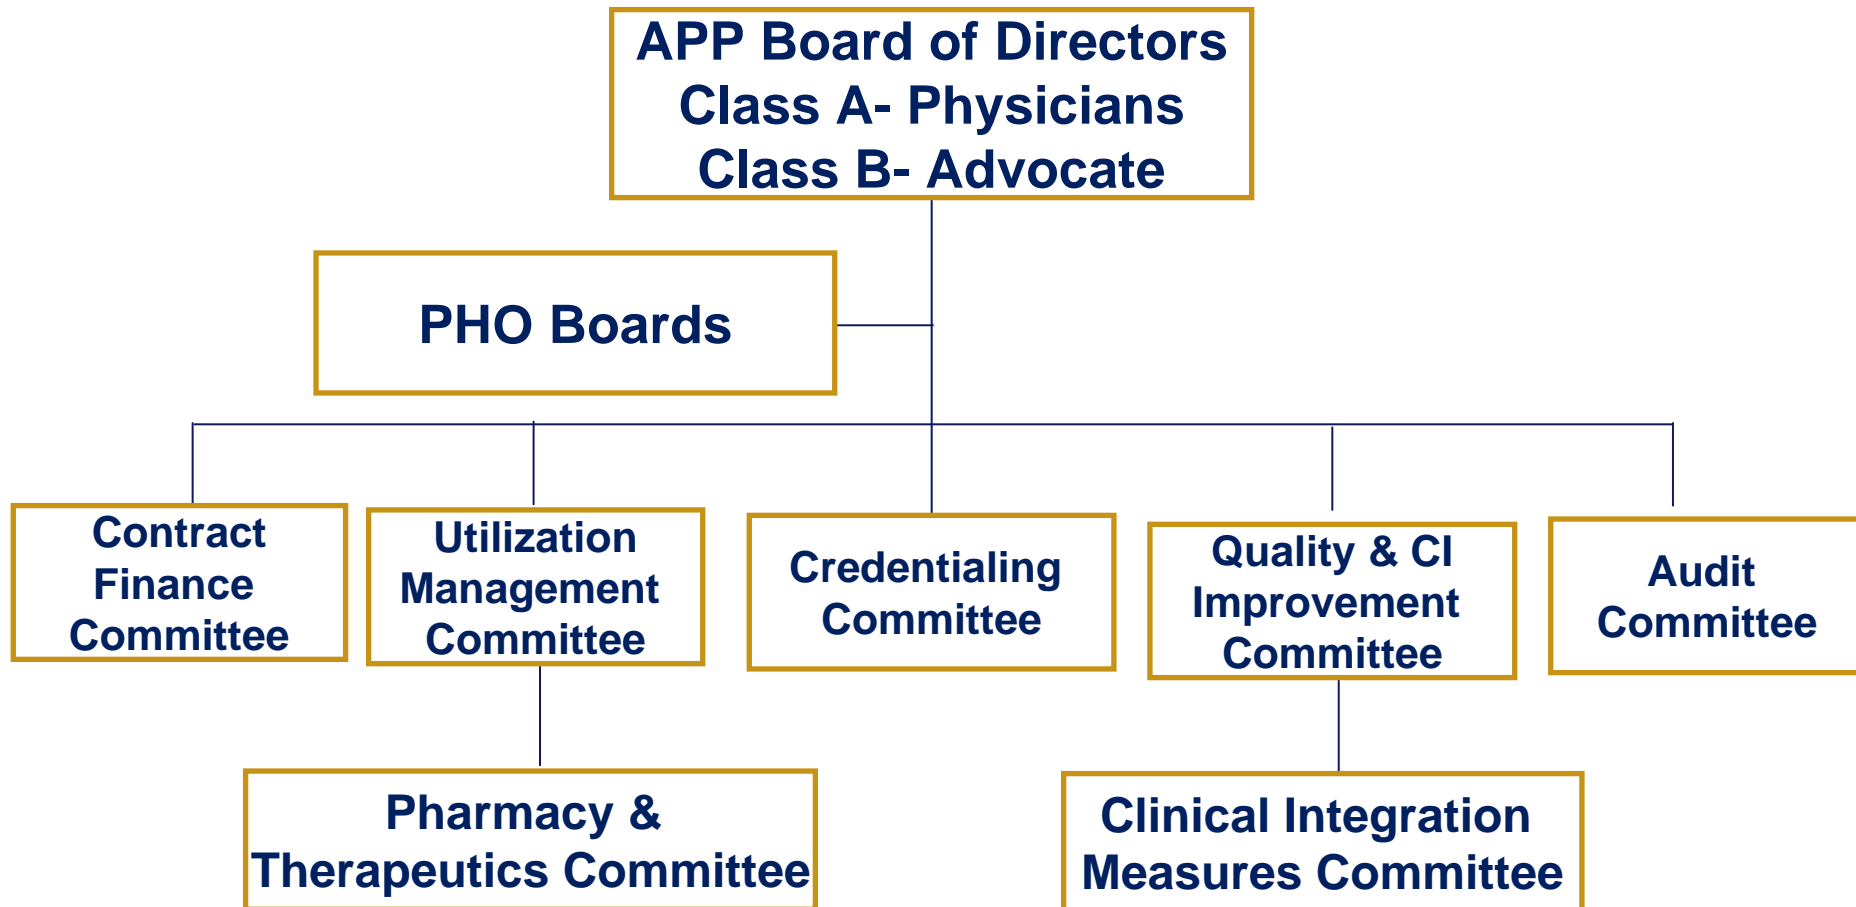 APP Board of Directors
Class A- Physicians
Class B- Advocate
PHO Boards
Contract
Finance
Committee
Utilization
Management
Committee
Credentialing
Committee
Quality & CI
Improvement
Committee
Audit
Committee
Pharmacy &
Therapeutics Committee
Clinical Integration
Measures Committee